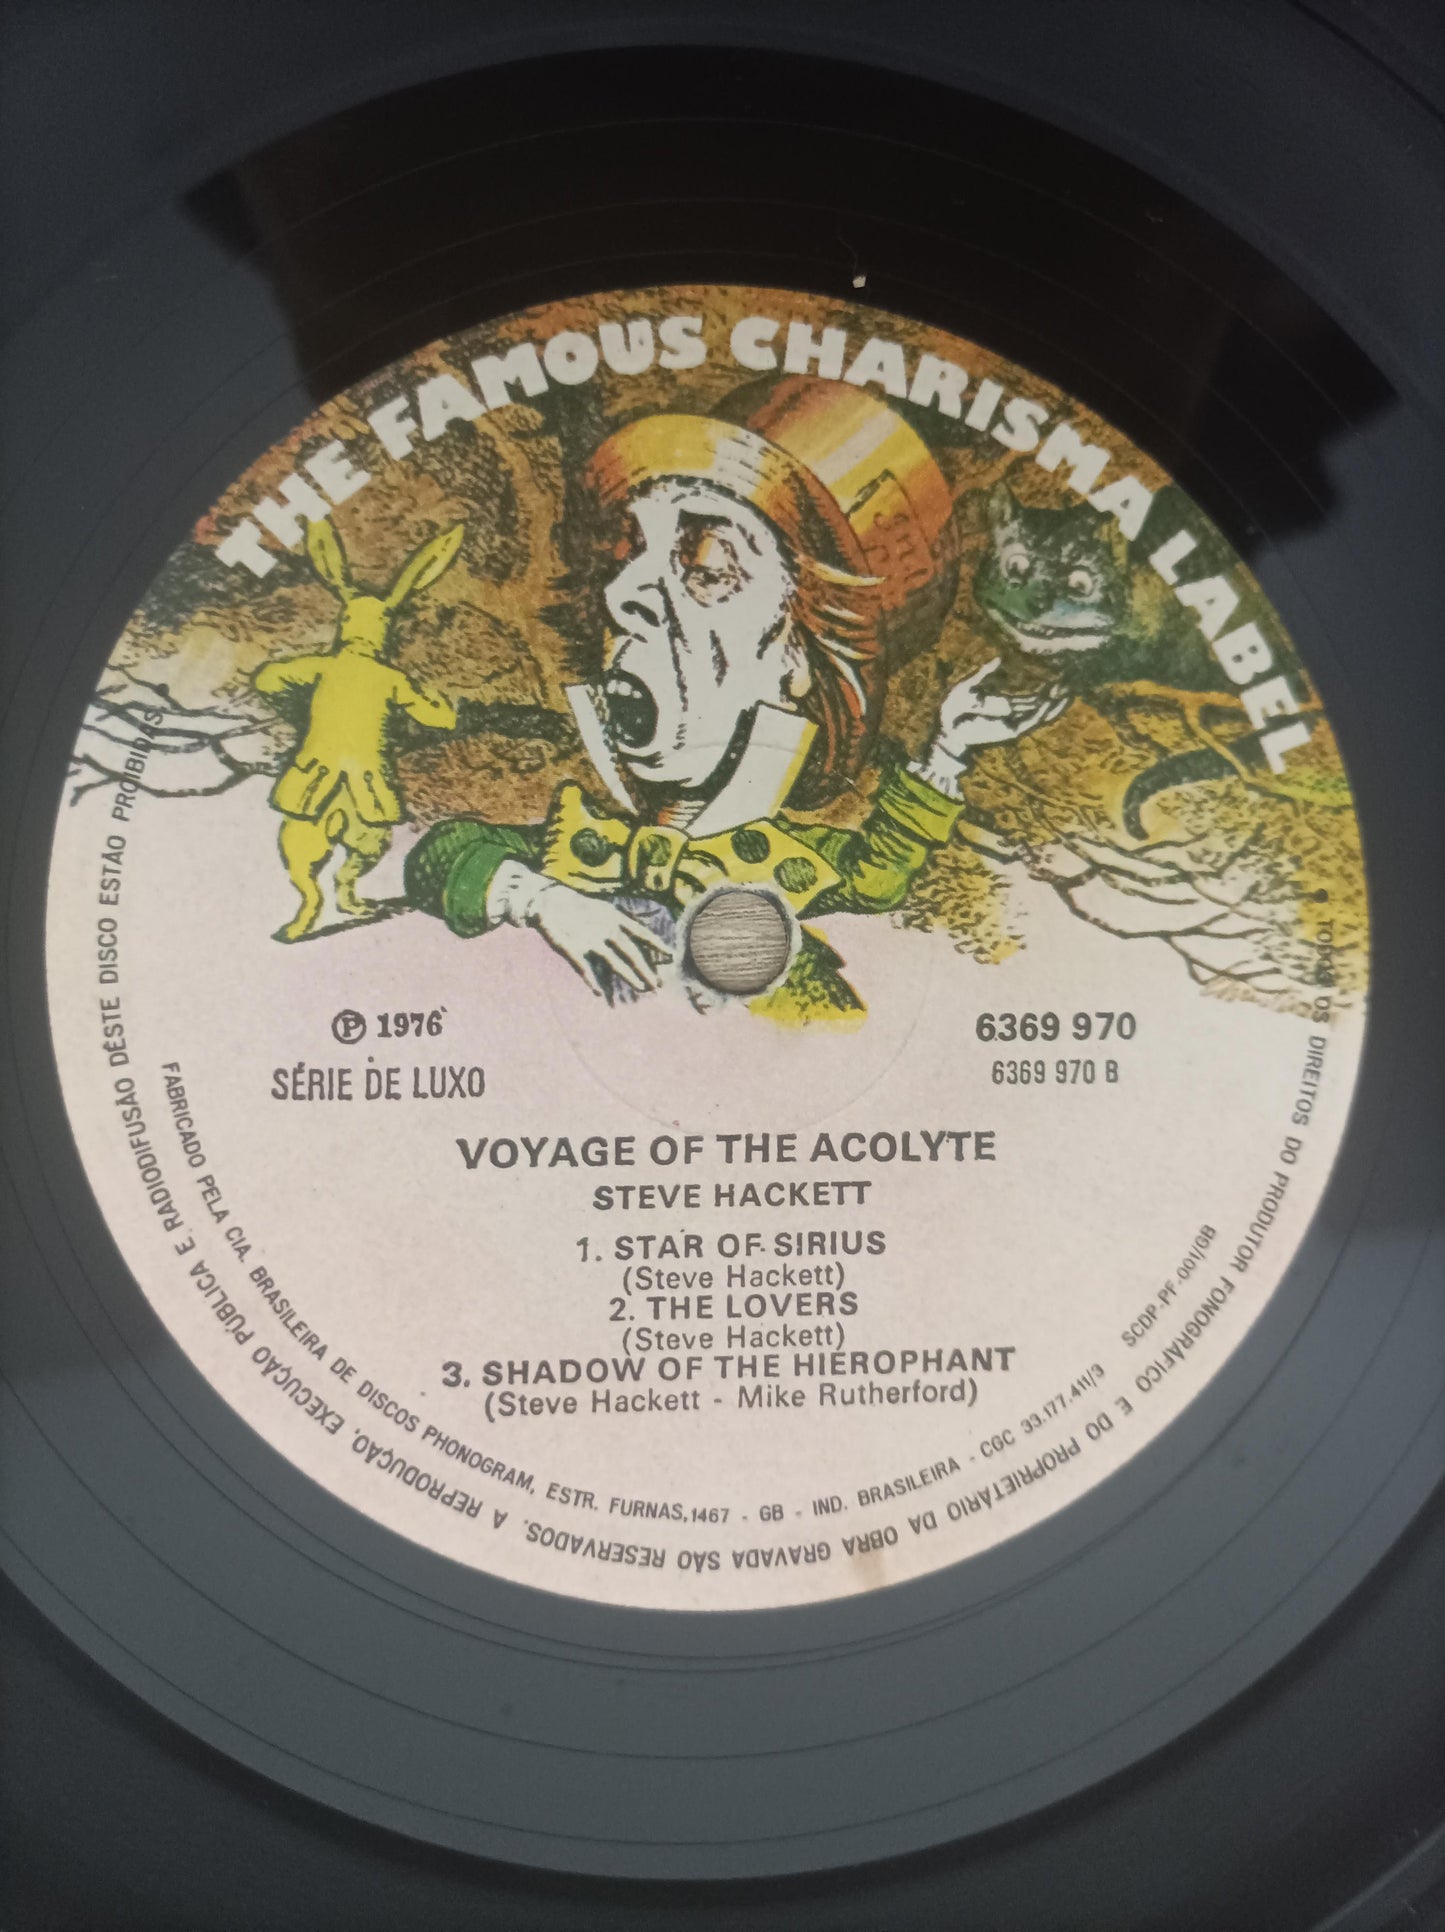 THE FAMOUS CHARISMA LABEL
℗ 1976
SÉRIE DE LUXO
6369 970
6369 970 B
VOYAGE OF THE ACOLYTE
STEVE HACKETT
1. STAR OF SIRIUS
(Steve Hackett)
2. THE LOVERS
(Steve Hackett)
3. SHADOW OF THE HIEROPHANT
(Steve Hackett - Mike Rutherford)
FABRICADO PELA CIA. BRASILEIRA DE DISCOS PHONOGRAM, ESTR. FURNAS, 1467 - GB - IND. BRASILEIRA - CGC 33.177.411/3 SCDP-PF-001/GB
• TODOS OS DIREITOS DO PRODUTOR FONOGRÁFICO E DO PROPRIETÁRIO DA OBRA GRAVADA SÃO RESERVADOS. A REPRODUÇÃO, EXECUÇÃO PÚBLICA E RADIODIFUSÃO DÊSTE DISCO ESTÃO PROIBIDAS